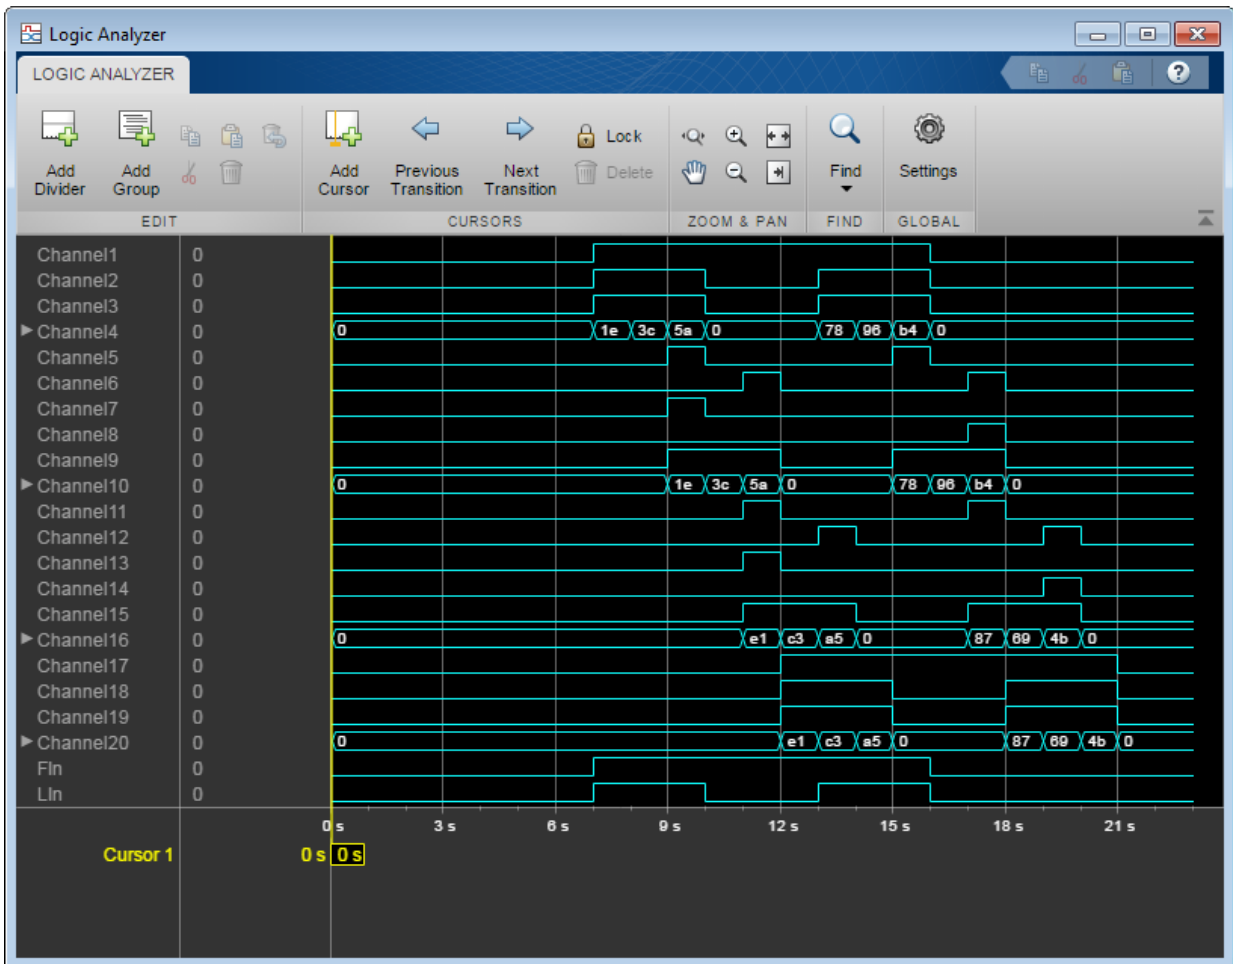 Logic Analyzer
LOGIC ANALYZER
?
Add Divider
Add Group
Add Cursor
Previous Transition
Next Transition
Lock
Delete
Find
Settings
EDIT
CURSORS
ZOOM & PAN
FIND
GLOBAL
Channel1 0
Channel2 0
Channel3 0
Channel4 0 0 1e 3c 5a 0 78 96 b4 0
Channel5 0
Channel6 0
Channel7 0
Channel8 0
Channel9 0
Channel10 0 0 1e 3c 5a 0 78 96 b4 0
Channel11 0
Channel12 0
Channel13 0
Channel14 0
Channel15 0
Channel16 0 0 e1 c3 a5 0 87 69 4b 0
Channel17 0
Channel18 0
Channel19 0
Channel20 0 0 e1 c3 a5 0 87 69 4b 0
FIn 0
LIn 0
0 s 3 s 6 s 9 s 12 s 15 s 18 s 21 s
Cursor 1 0 s 0 s